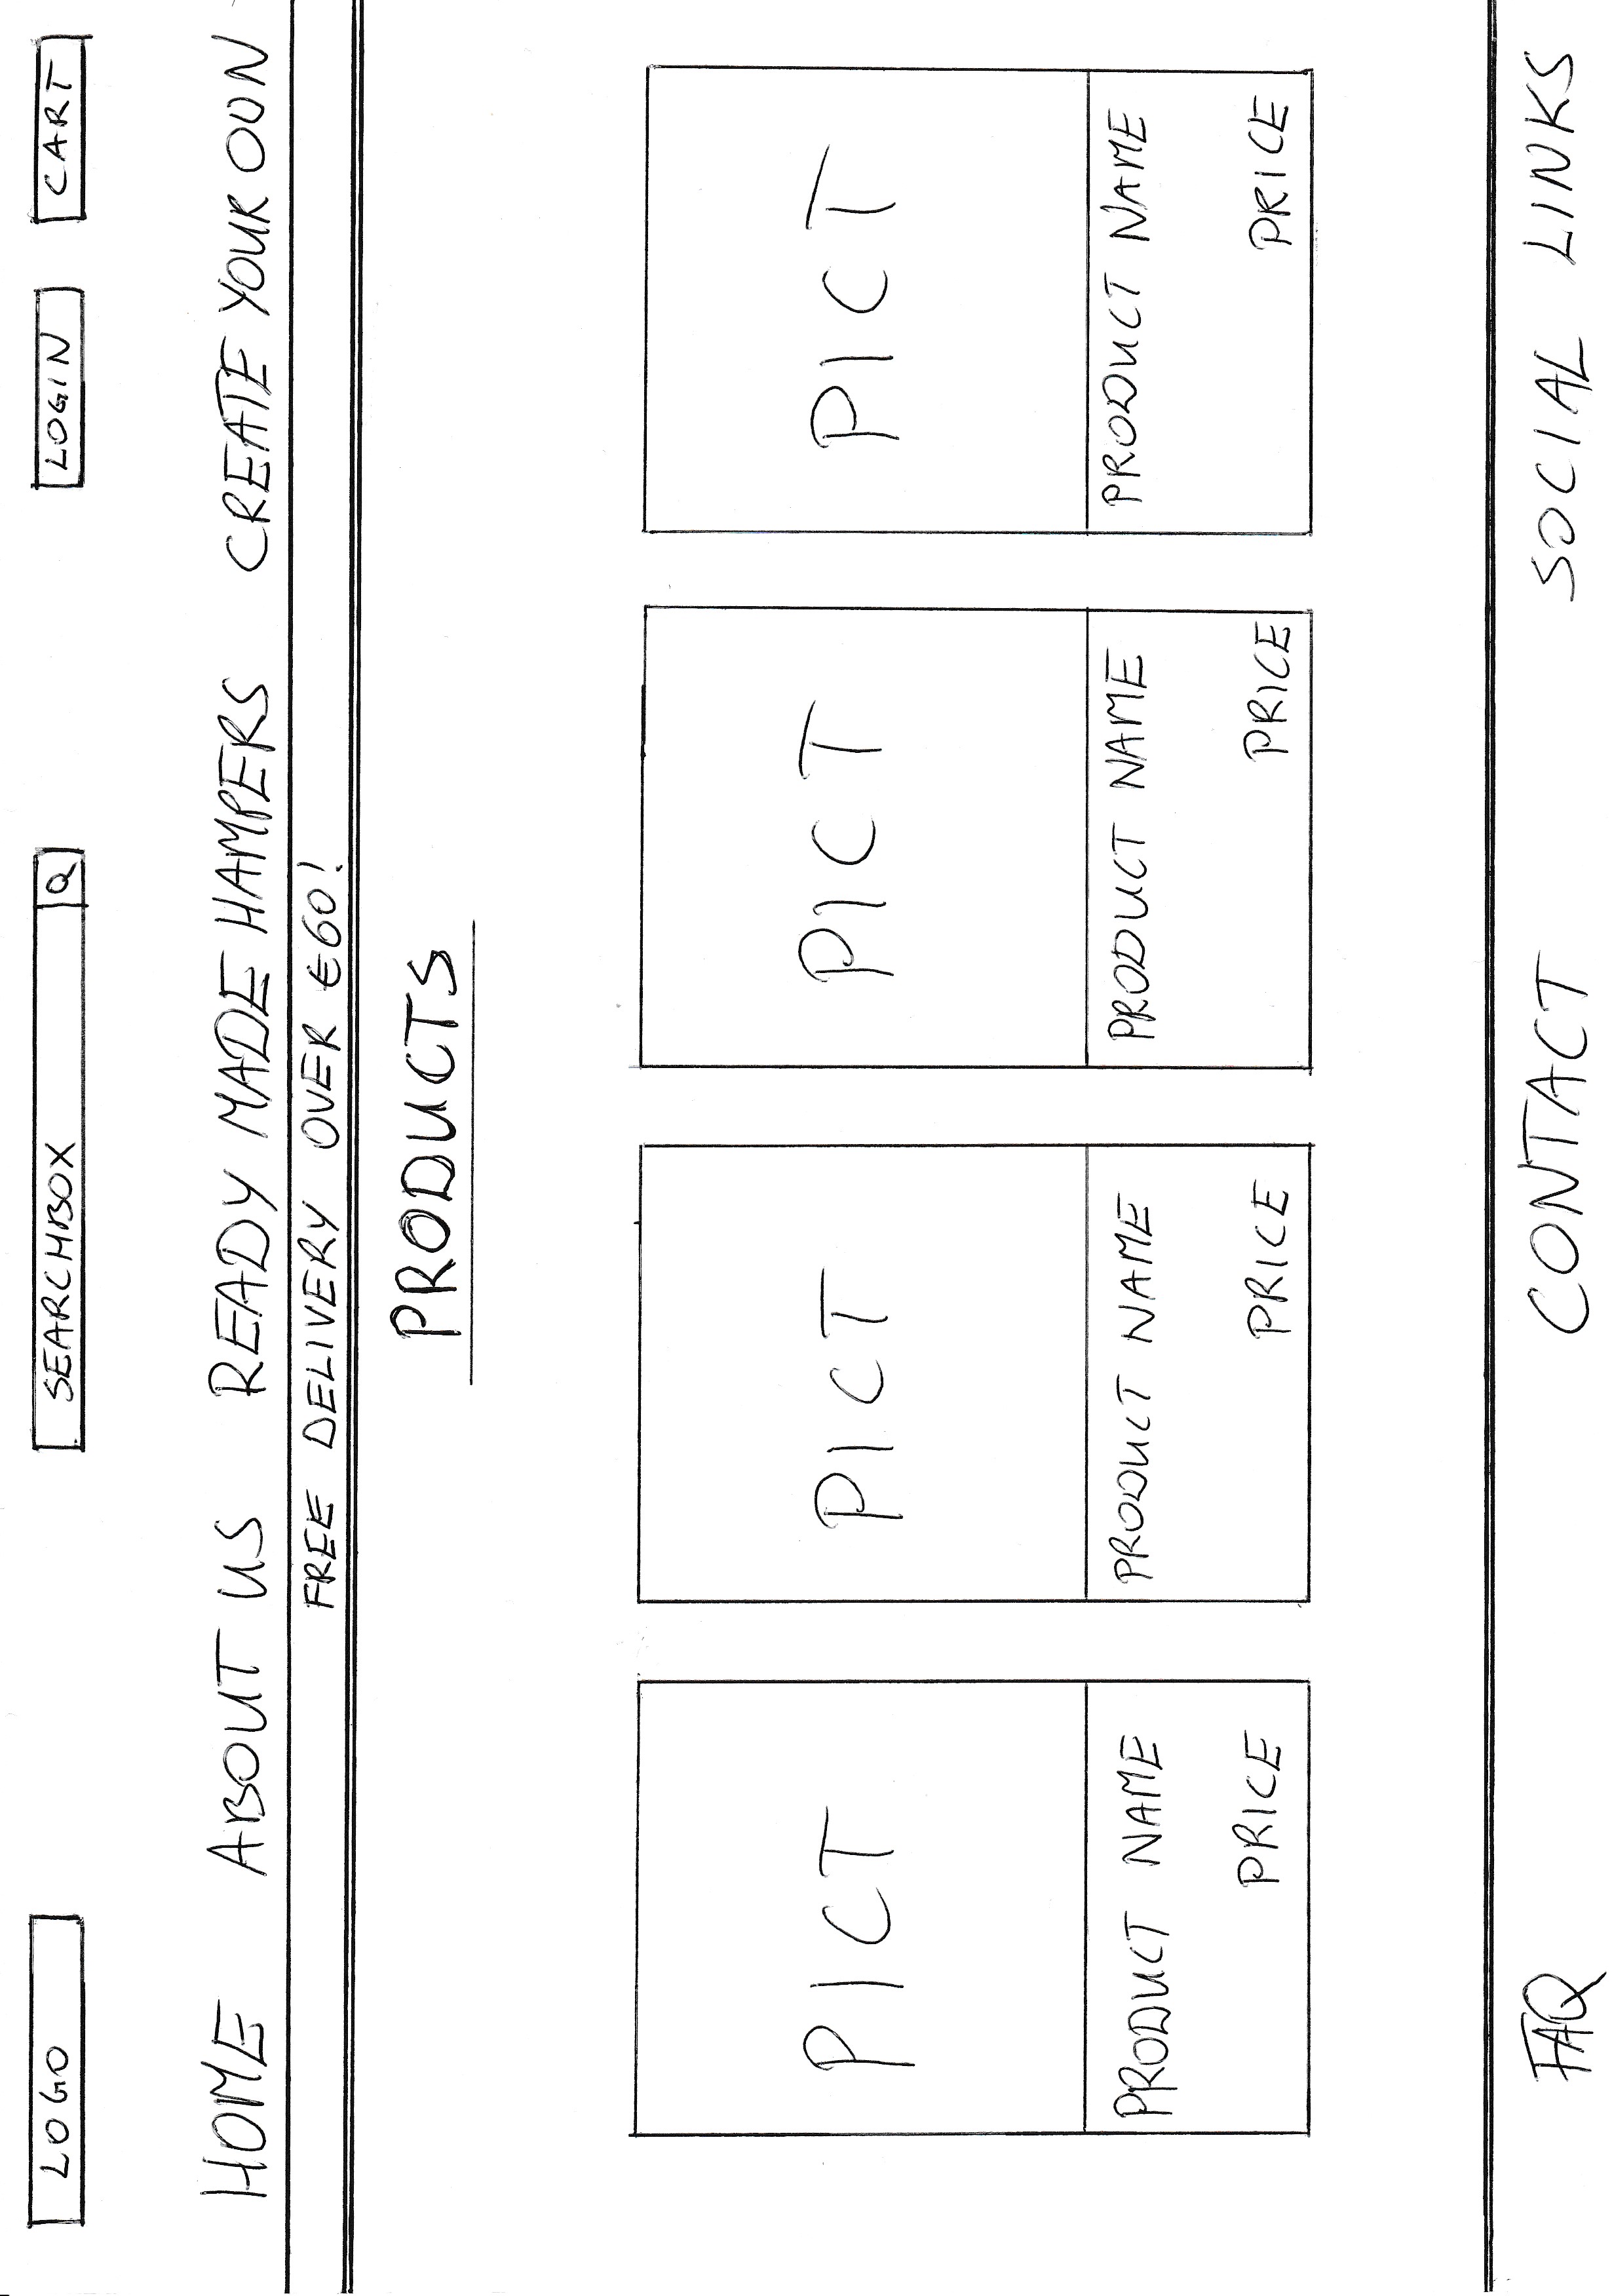 LOGO SEARCHBOX Q LOGIN CART
HOME ABOUT US READY MADE HAMPERS CREATE YOUR OUN
FREE DELIVERY OVER €60!
PRODUCTS
PICT PICT PICT PICT
PRODUCT NAME PRODUCT NAME PRODUCT NAME PRODUCT NAME
PRICE PRICE PRICE PRICE
FAQ CONTACT SOCIAL LINKS